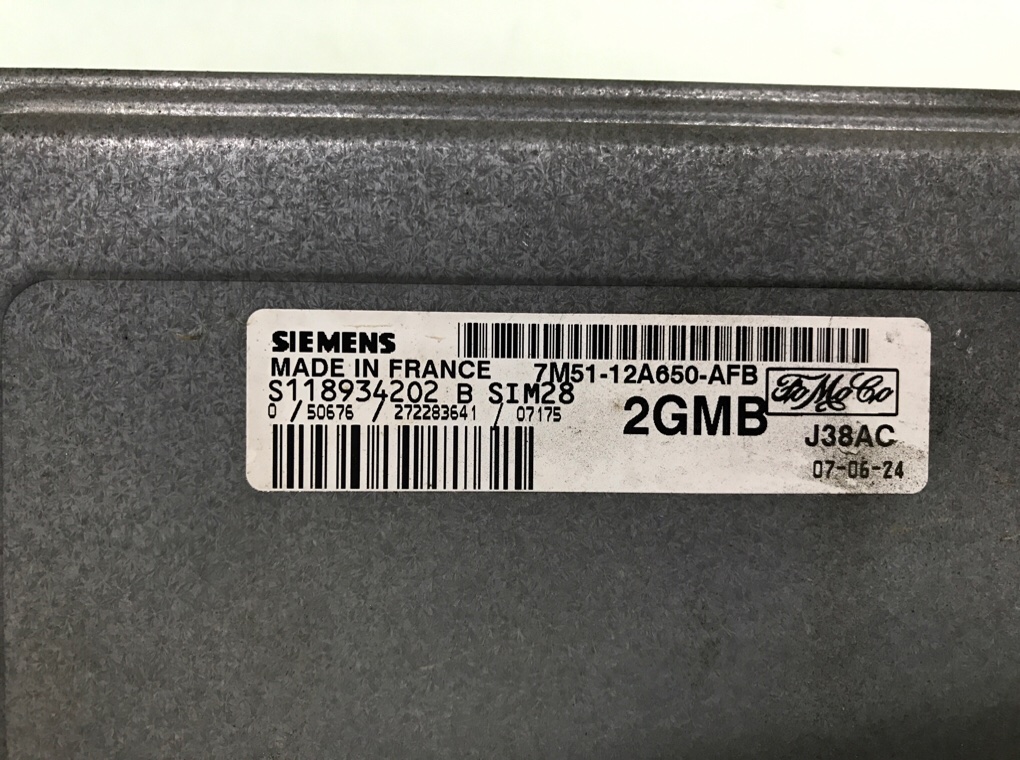 SIEMENS
MADE IN FRANCE 7M51-12A650-AFB
S118934202 B SIM28
0 / 50676 / 272283641 / 07175
2GMB
FoMoCo
J38AC
07-06-24